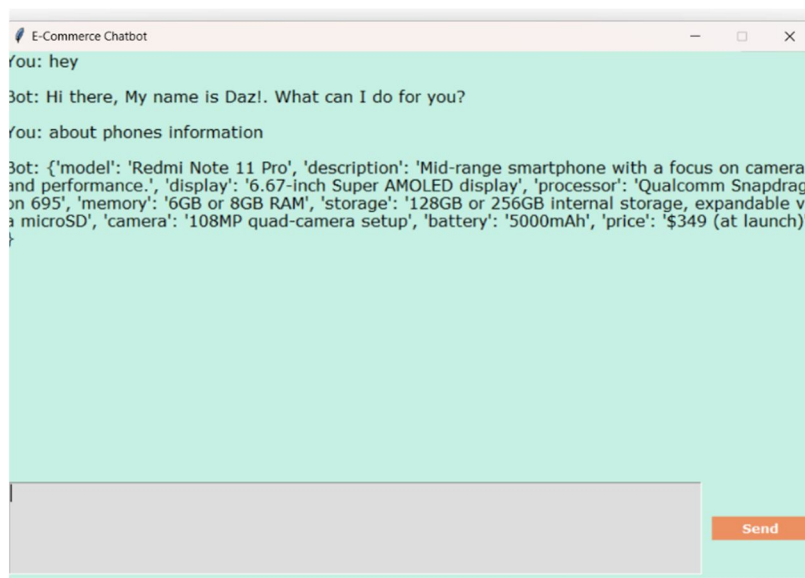 E-Commerce Chatbot
You: hey
Bot: Hi there, My name is Daz!. What can I do for you?
You: about phones information
Bot: {'model': 'Redmi Note 11 Pro', 'description': 'Mid-range smartphone with a focus on camera
and performance.', 'display': '6.67-inch Super AMOLED display', 'processor': 'Qualcomm Snapdrag
on 695', 'memory': '6GB or 8GB RAM', 'storage': '128GB or 256GB internal storage, expandable v
a microSD', 'camera': '108MP quad-camera setup', 'battery': '5000mAh', 'price': '$349 (at launch)'
}
Send